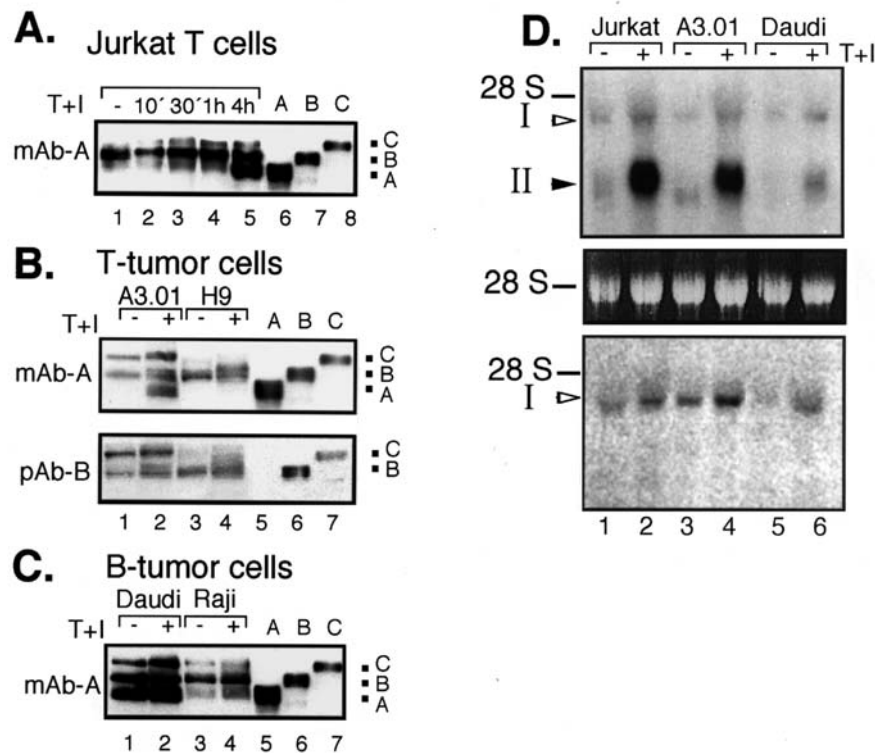 A.
Jurkat T cells
T+I - 10´ 30´ 1h 4h A B C
mAb-A
C
B
A
1 2 3 4 5 6 7 8
B. T-tumor cells
A3.01 H9
T+I - + - + A B C
mAb-A
C
B
A
pAb-B
C
B
1 2 3 4 5 6 7
C. B-tumor cells
Daudi Raji
T+I - + - + A B C
mAb-A
C
B
A
1 2 3 4 5 6 7
D. Jurkat A3.01 Daudi
- + - + - + T+I
28 S
I
II
28 S
28 S
I
1 2 3 4 5 6